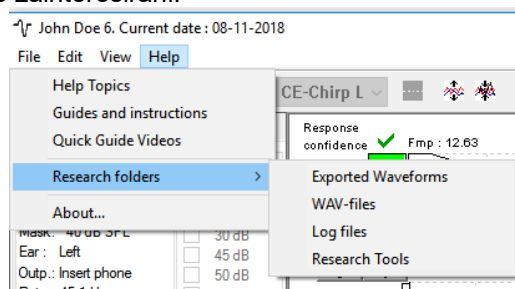 John Doe 6. Current date : 08-11-2018
File Edit View Help
Help Topics
Guides and instructions
Quick Guide Videos
Research folders >
About...
CE-Chirp L
Response
confidence Fmp : 12.63
Exported Waveforms
WAV-files
Log files
Research Tools
Mask: 40 dB SPL 30 dB
Ear : Left 45 dB
Outp.: Insert phone 50 dB